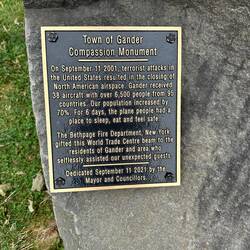 Town of Gander
Compassion Monument
On September 11 2001, terrorist attacks in
the United States resulted in the closing of
North American airspace. Gander received
38 aircraft with over 6,500 people from 95
countries. Our population increased by
70%. For 6 days, the plane people had a
place to sleep, eat and feel safe
The Bethpage Fire Department, New York
gifted this World Trade Centre beam to the
residents of Gander and area who
selflessly assisted our unexpected guests
Dedicated September 11 2021 by the
Mayor and Councillors